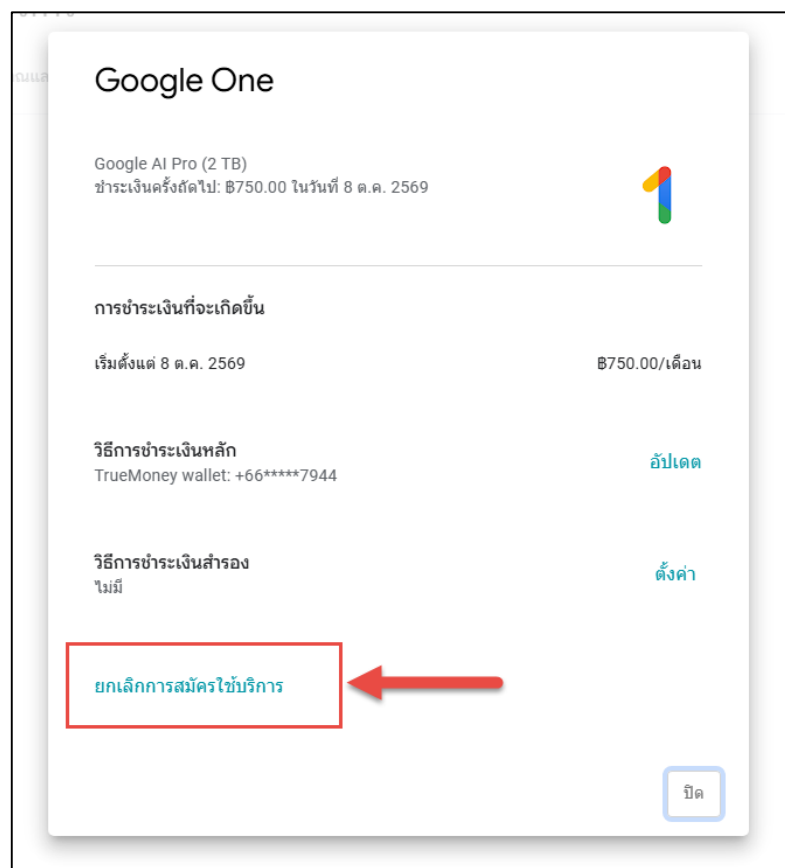 Google One
Google AI Pro (2 TB)
ชำระเงินครั้งถัดไป: ฿750.00 ในวันที่ 8 ต.ค. 2569
การชำระเงินที่จะเกิดขึ้น
เริ่มตั้งแต่ 8 ต.ค. 2569 ฿750.00/เดือน
วิธีการชำระเงินหลัก
TrueMoney wallet: +66*****7944 อัปเดต
วิธีการชำระเงินสำรอง
ไม่มี ตั้งค่า
ยกเลิกการสมัครใช้บริการ
ปิด